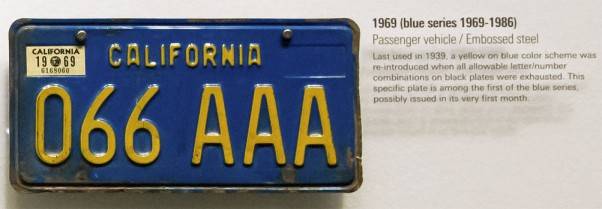 CALIFORNIA
19 69
6168060
CALIFORNIA
066 AAA
1969 (blue series 1969-1986)
Passenger vehicle / Embossed steel
Last used in 1939, a yellow on blue color scheme was
re-introduced when all allowable letter/number
combinations on black plates were exhausted. This
specific plate is among the first of the blue series,
possibly issued in its very first month.